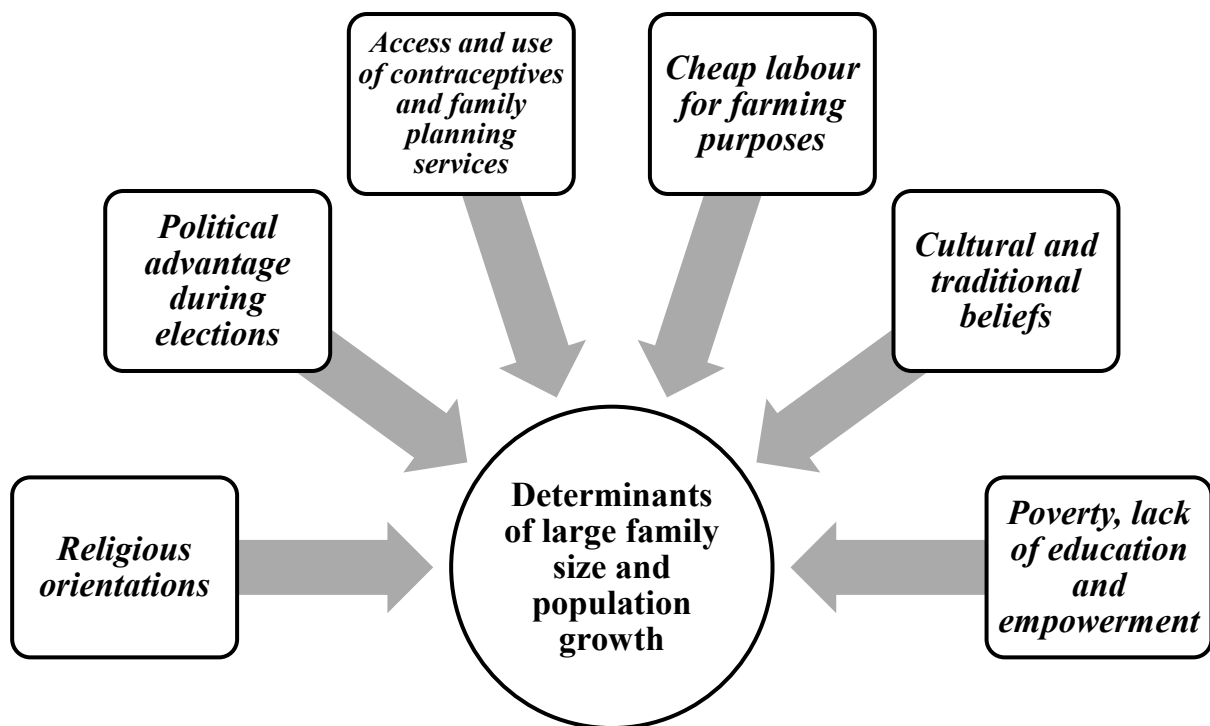 Access and use
of contraceptives
and family
planning
services
Cheap labour
for farming
purposes
Political
advantage
during
elections
Cultural and
traditional
beliefs
Religious
orientations
Determinants
of large family
size and
population
growth
Poverty, lack
of education
and
empowerment